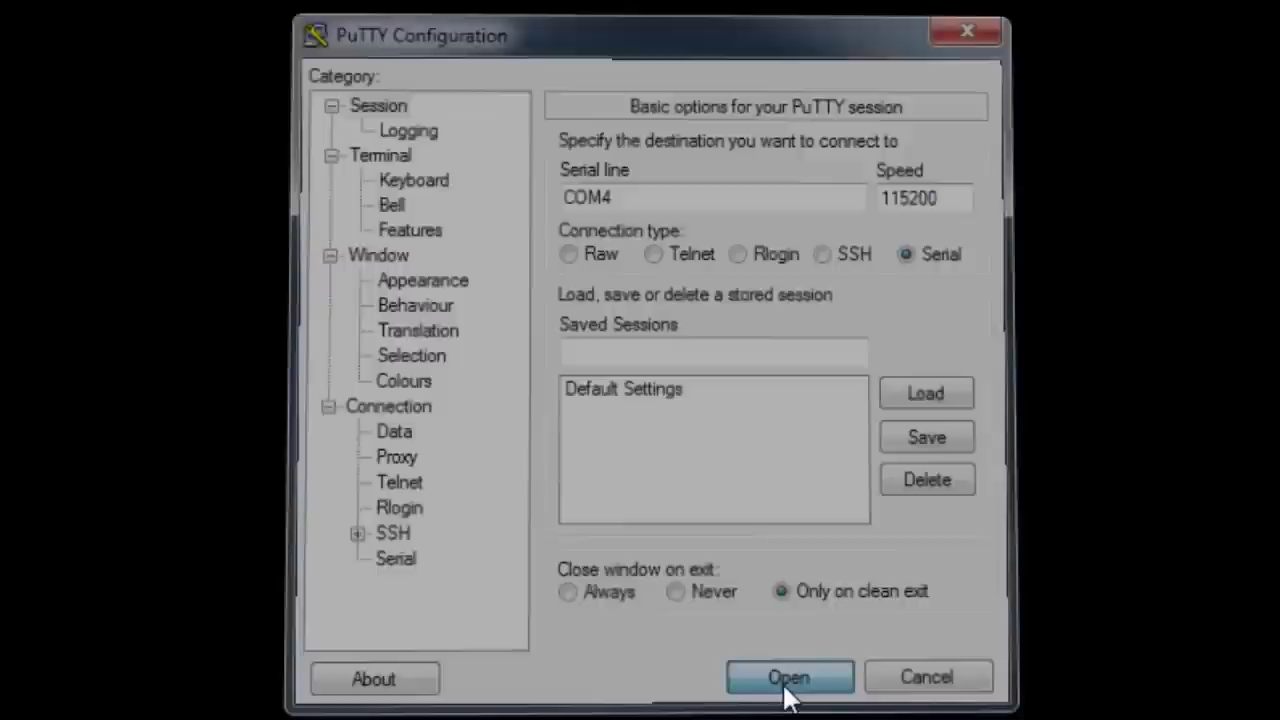 PuTTY Configuration
Category:
Session
Logging
Terminal
Keyboard
Bell
Features
Window
Appearance
Behaviour
Translation
Selection
Colours
Connection
Data
Proxy
Telnet
Rlogin
SSH
Serial
Basic options for your PuTTY session
Specify the destination you want to connect to
Serial line Speed
COM4 115200
Connection type:
Raw Telnet Rlogin SSH Serial
Load, save or delete a stored session
Saved Sessions
Default Settings
Load
Save
Delete
Close window on exit:
Always Never Only on clean exit
About Open Cancel